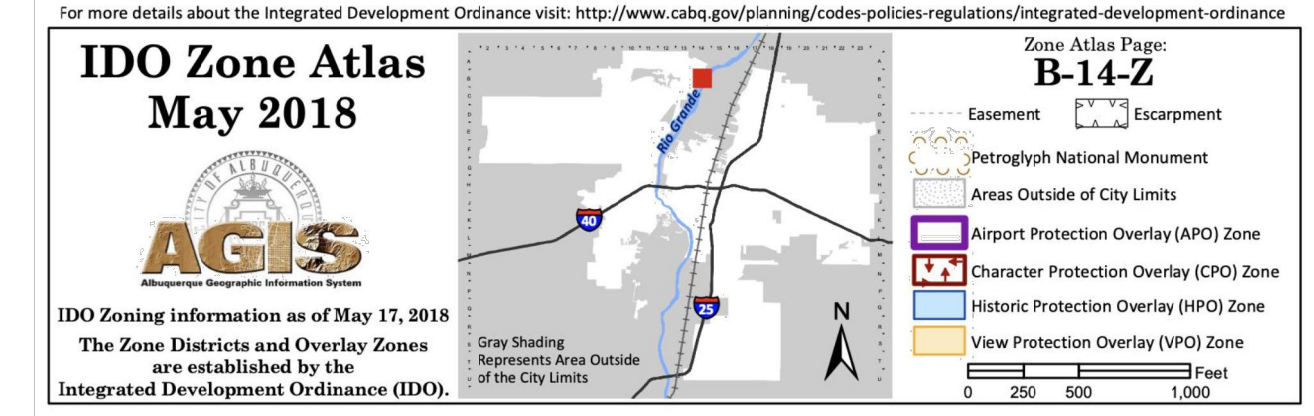 For more details about the Integrated Development Ordinance visit: http://www.cabq.gov/planning/codes-policies-regulations/integrated-development-ordinance
IDO Zone Atlas
May 2018
CITY OF ALBUQUERQUE
AGIS
Albuquerque Geographic Information System
IDO Zoning information as of May 17, 2018
The Zone Districts and Overlay Zones
are established by the
Integrated Development Ordinance (IDO).
Rio Grande
40
25
N
Gray Shading
Represents Area Outside
of the City Limits
Zone Atlas Page:
B-14-Z
Easement
Escarpment
Petroglyph National Monument
Areas Outside of City Limits
Airport Protection Overlay (APO) Zone
Character Protection Overlay (CPO) Zone
Historic Protection Overlay (HPO) Zone
View Protection Overlay (VPO) Zone
Feet
0 250 500 1,000